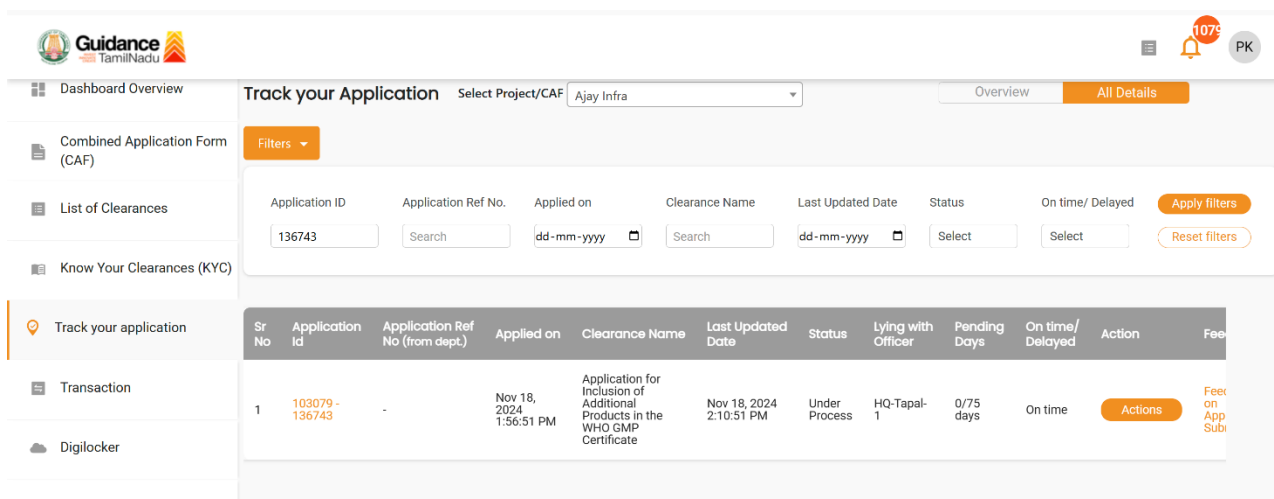 Guidance
TamilNadu
1079
PK
Dashboard Overview
Track your Application Select Project/CAF Ajay Infra Overview All Details
Combined Application Form
(CAF)
Filters
List of Clearances
Application ID Application Ref No. Applied on Clearance Name Last Updated Date Status On time/ Delayed Apply filters
136743 Search dd-mm-yyyy Search dd-mm-yyyy Select Select Reset filters
Know Your Clearances (KYC)
Track your application
Sr No Application Id Application Ref No (from dept.) Applied on Clearance Name Last Updated Date Status Lying with Officer Pending Days On time/ Delayed Action Fee
Transaction
1 103079 - 136743 - Nov 18, 2024 1:56:51 PM Application for Inclusion of Additional Products in the WHO GMP Certificate Nov 18, 2024 2:10:51 PM Under Process HQ-Tapal-1 0/75 days On time Actions Feed on App Sub
Digilocker